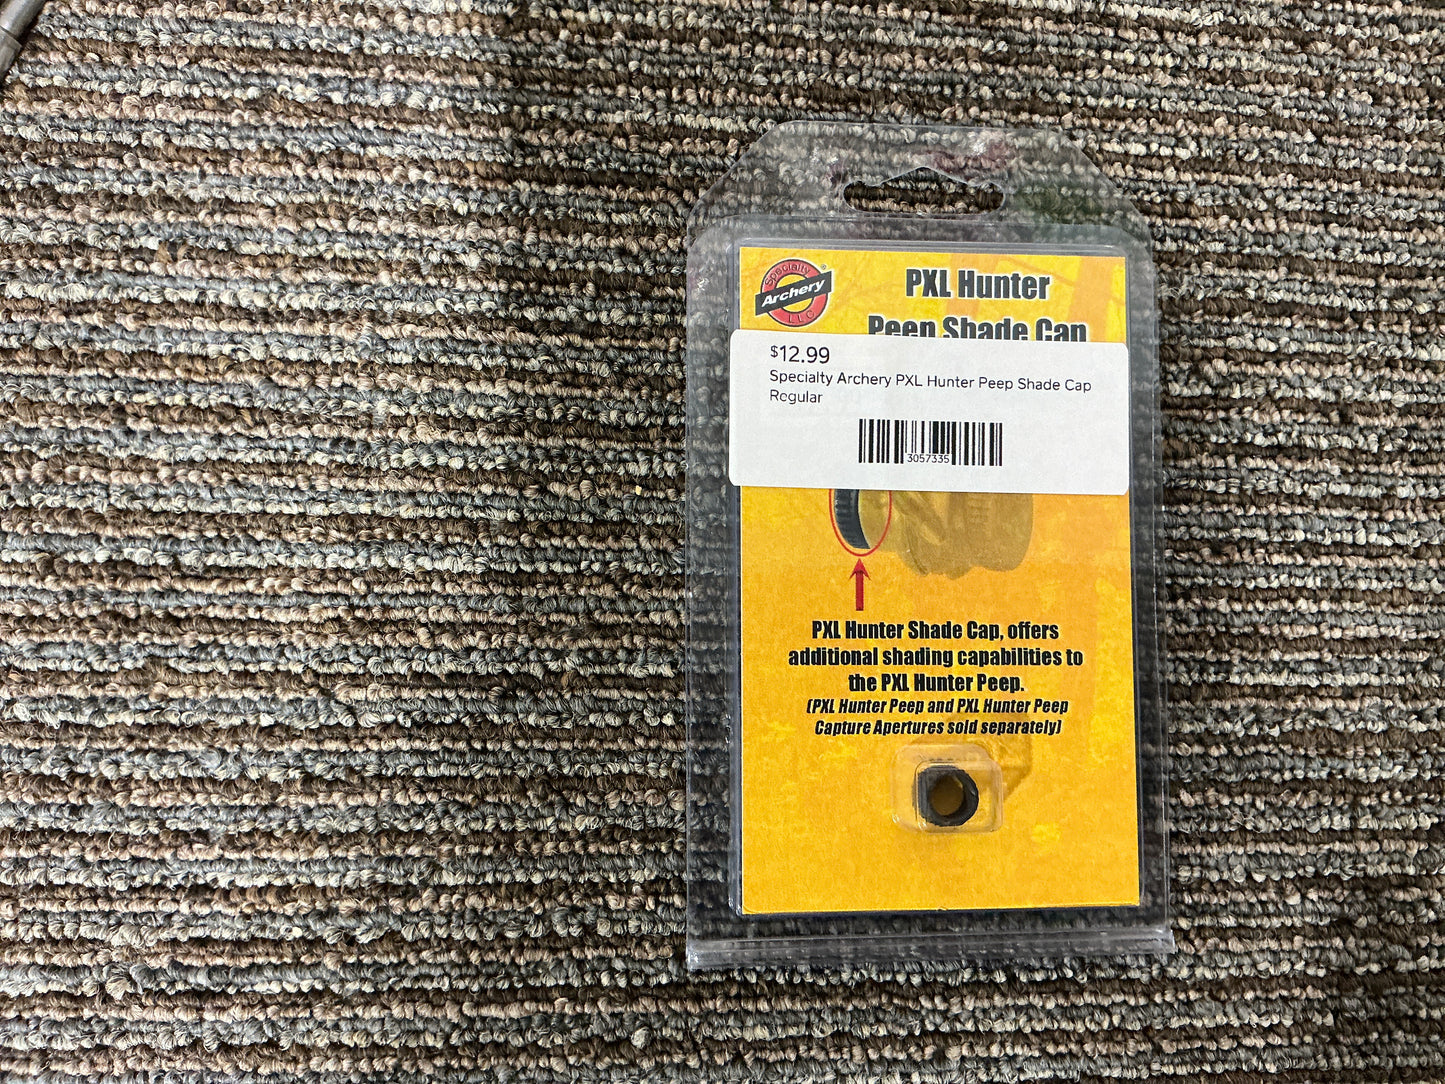 Specialty
Archery
LLC
®
PXL Hunter
Peep Shade Cap
$12.99
Specialty Archery PXL Hunter Peep Shade Cap
Regular
3057335
PXL Hunter Shade Cap, offers
additional shading capabilities to
the PXL Hunter Peep.
(PXL Hunter Peep and PXL Hunter Peep
Capture Apertures sold separately)